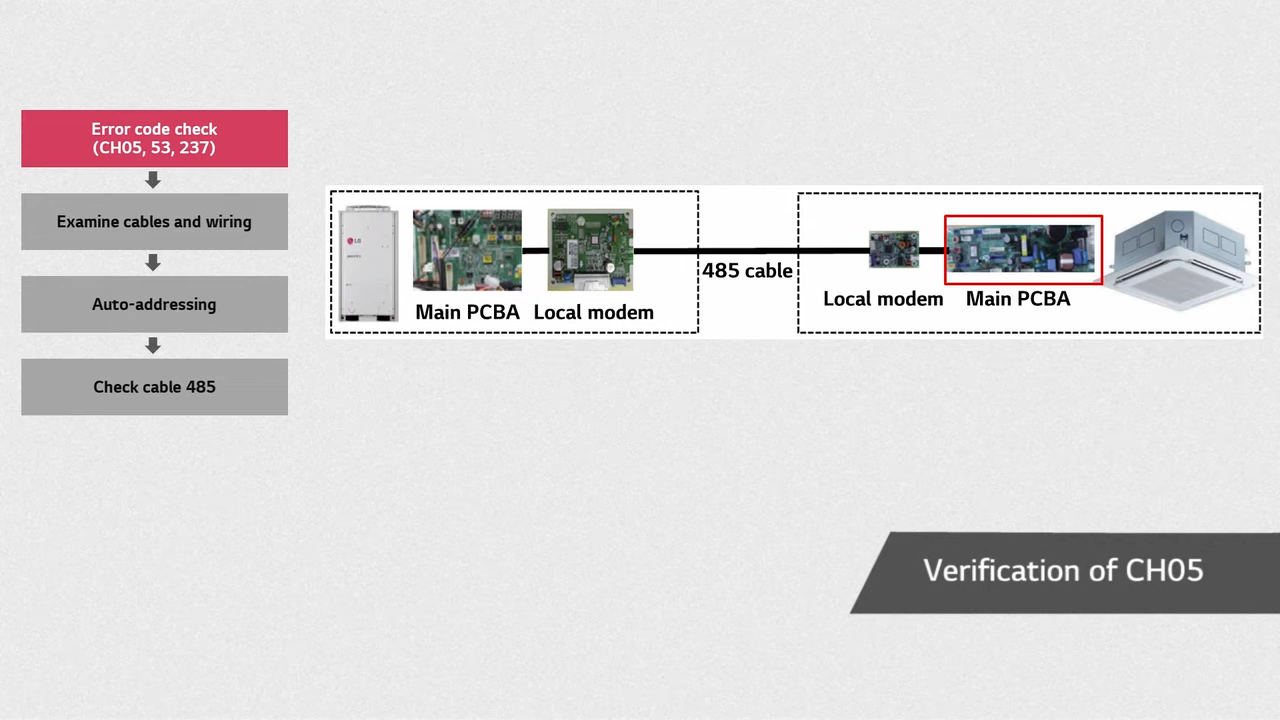 Error code check
(CH05, 53, 237)
Examine cables and wiring
Auto-addressing
Check cable 485
LG
Main PCBA
Local modem
485 cable
Local modem
Main PCBA
Verification of CH05